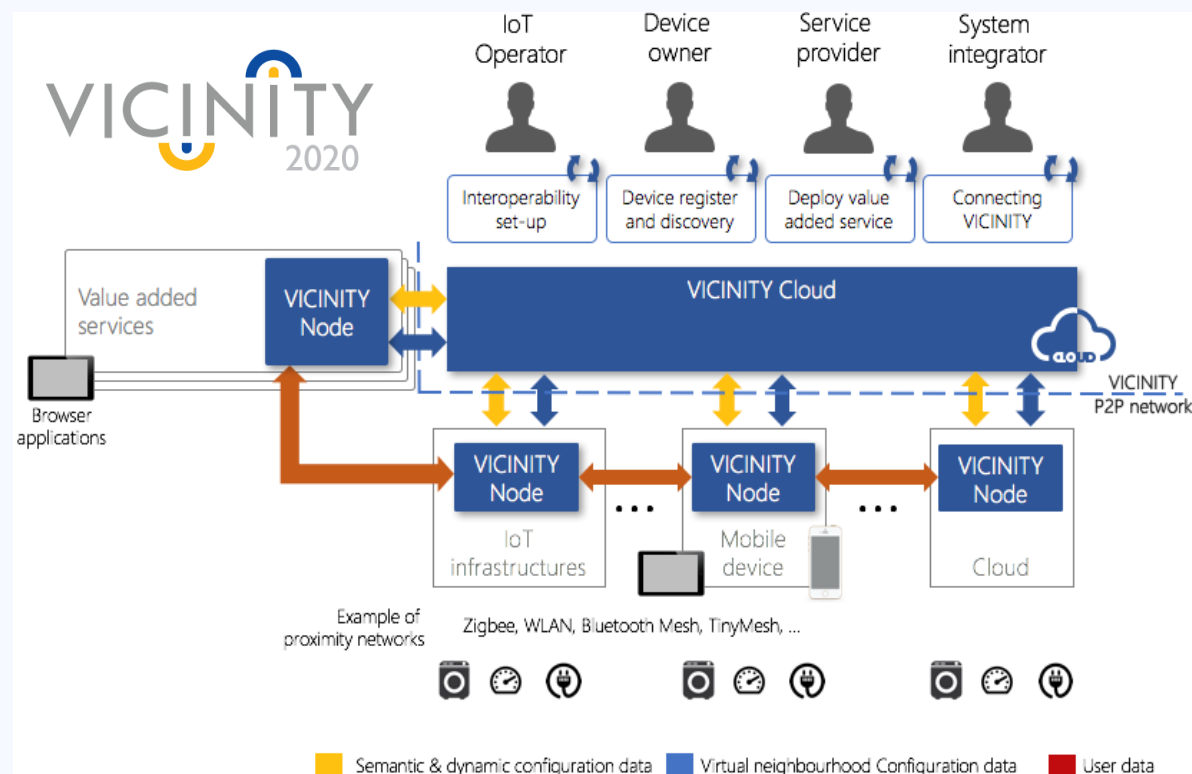 VICINITY
2020
IoT
Operator
Device
owner
Service
provider
System
integrator
Interoperability
set-up
Device register
and discovery
Deploy value
added service
Connecting
VICINITY
Value added
services
VICINITY
Node
VICINITY Cloud
CLOUD
Browser
applications
VICINITY
P2P network
VICINITY
Node
...
VICINITY
Node
...
VICINITY
Node
IoT
infrastructures
Mobile
device
Cloud
Example of
proximity networks
Zigbee, WLAN, Bluetooth Mesh, TinyMesh, ...
Semantic & dynamic configuration data
Virtual neighbourhood Configuration data
User data